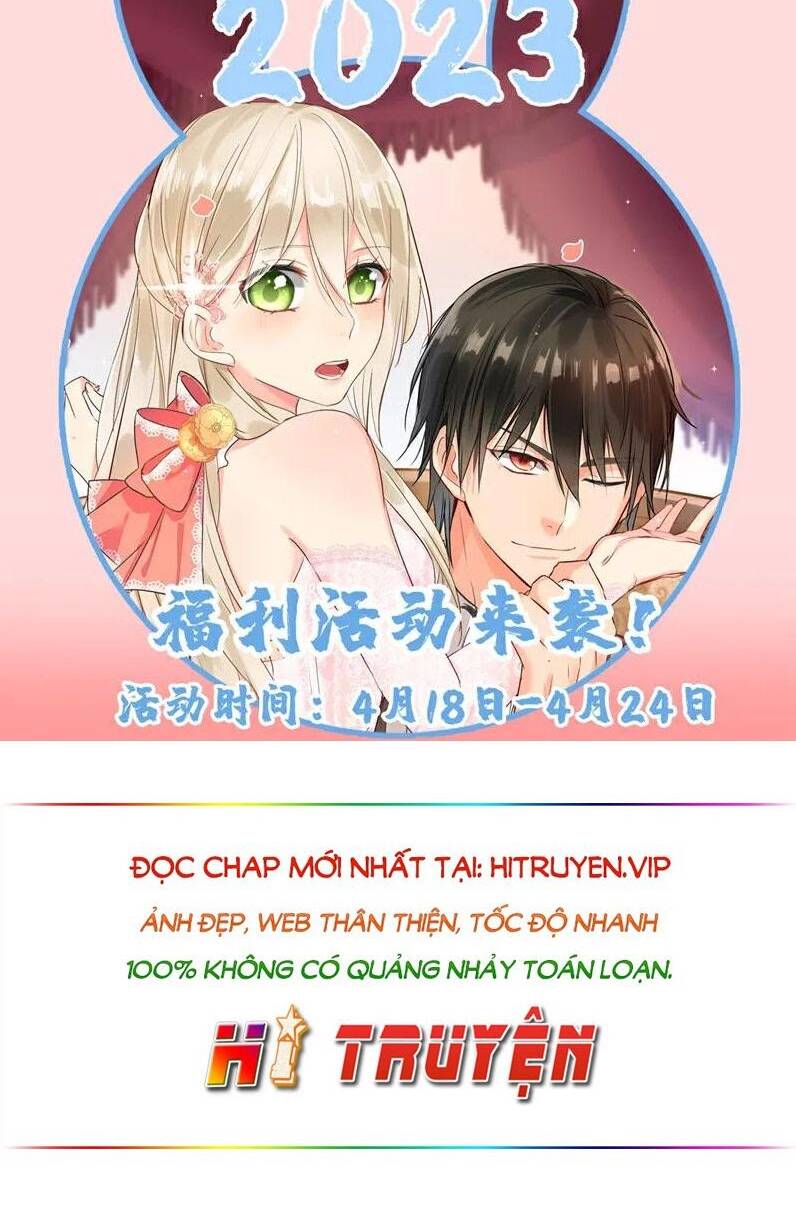 2023
福利活动来袭!
活动时间：4月18日-4月24日
ĐỌC CHAP MỚI NHẤT TẠI: HITRUYEN.VIP
ẢNH ĐẸP, WEB THÂN THIỆN, TỐC ĐỘ NHANH
100% KHÔNG CÓ QUẢNG NHẢY TOÁN LOẠN.
HI TRUYỆN